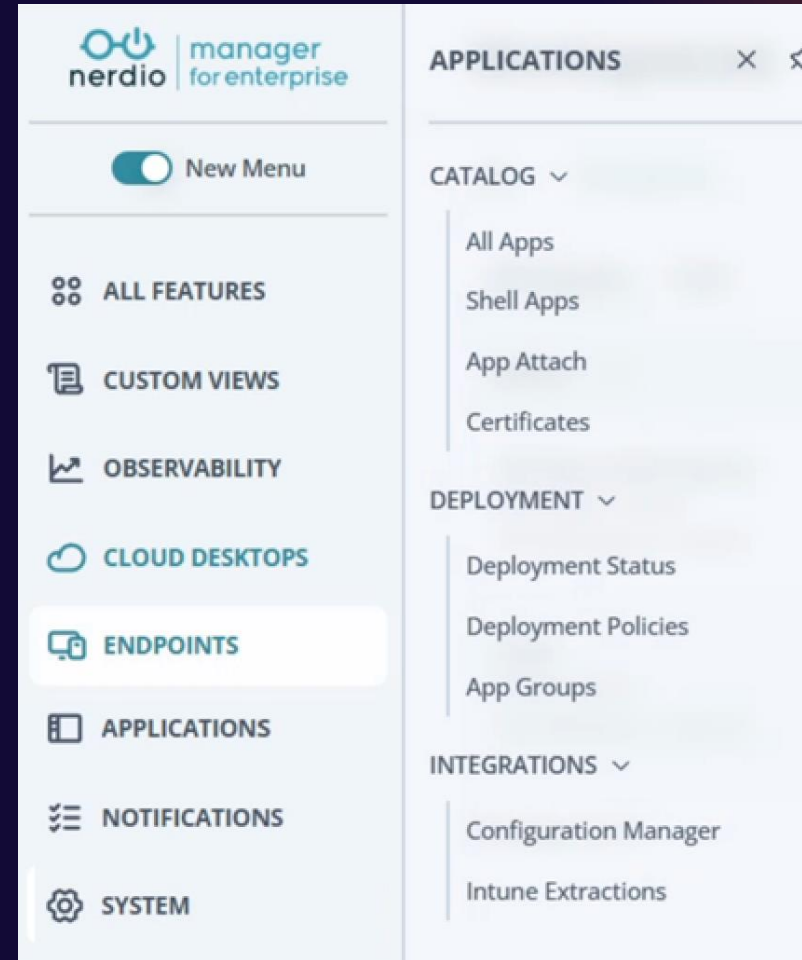 nerdio
manager
for enterprise
New Menu
ALL FEATURES
CUSTOM VIEWS
OBSERVABILITY
CLOUD DESKTOPS
ENDPOINTS
APPLICATIONS
NOTIFICATIONS
SYSTEM
APPLICATIONS
CATALOG
All Apps
Shell Apps
App Attach
Certificates
DEPLOYMENT
Deployment Status
Deployment Policies
App Groups
INTEGRATIONS
Configuration Manager
Intune Extractions